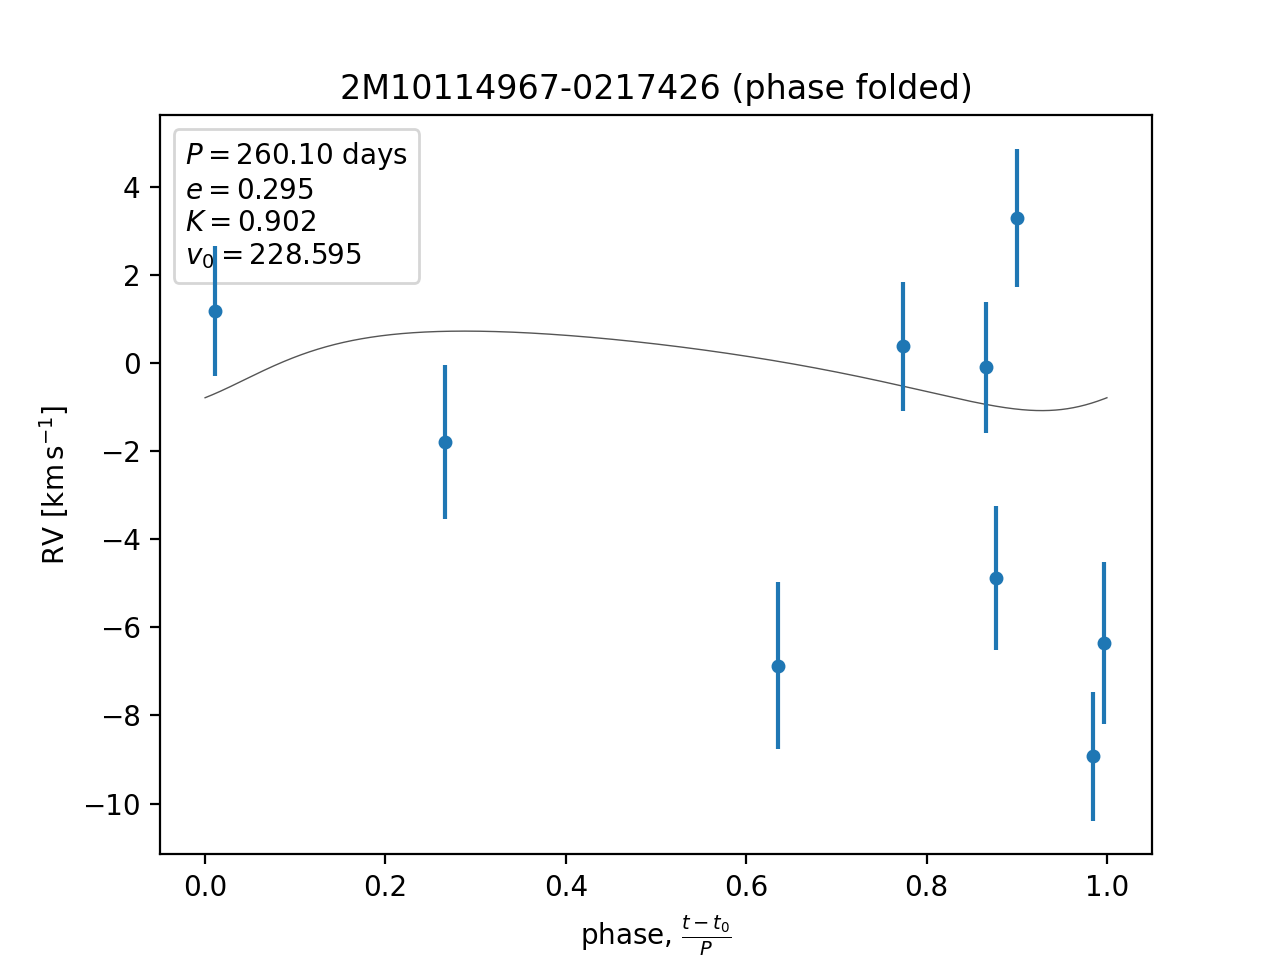 2M10114967-0217426 (phase folded)
P = 260.10 days
e = 0.295
K = 0.902
v₀ = 228.595
4
2
0
−2
−4
−6
−8
−10
RV [km s⁻¹]
0.0 0.2 0.4 0.6 0.8 1.0
phase, (t − t₀)/P